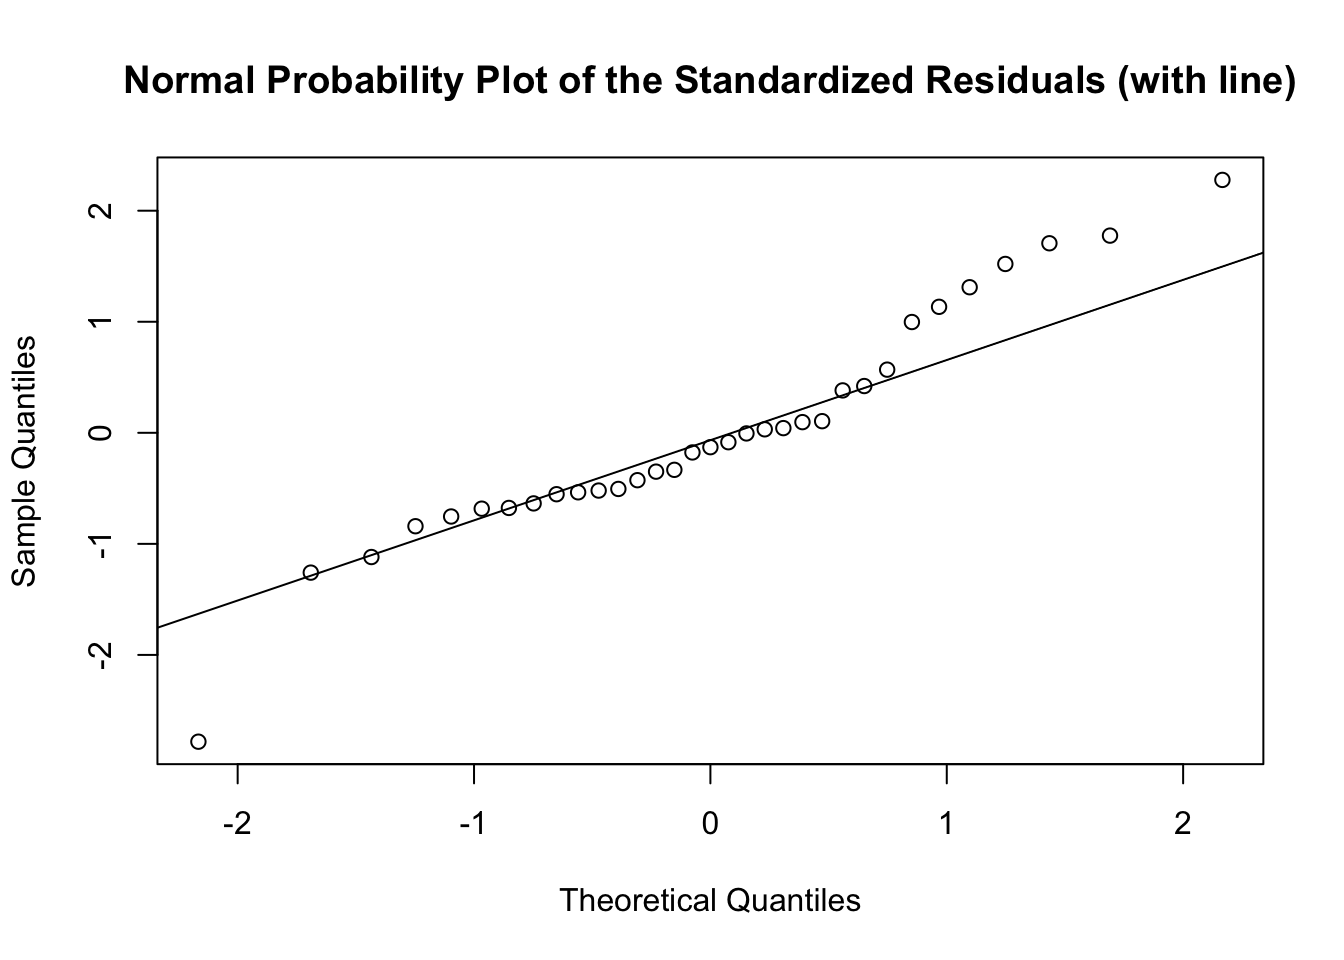 Normal Probability Plot of the Standardized Residuals (with line)
Sample Quantiles
2
1
0
-1
-2
-2 -1 0 1 2
Theoretical Quantiles